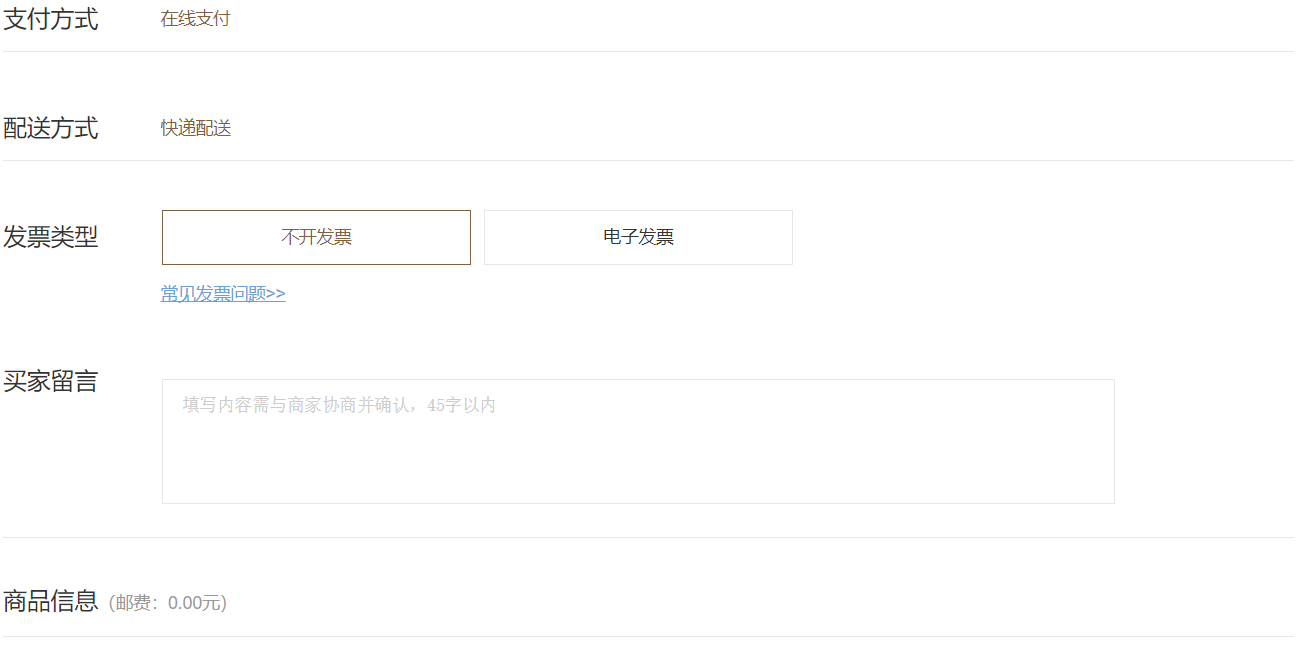 支付方式 在线支付
配送方式 快递配送
发票类型 不开发票 电子发票
常见发票问题>>
买家留言
填写内容需与商家协商并确认，45字以内
商品信息（邮费：0.00元）